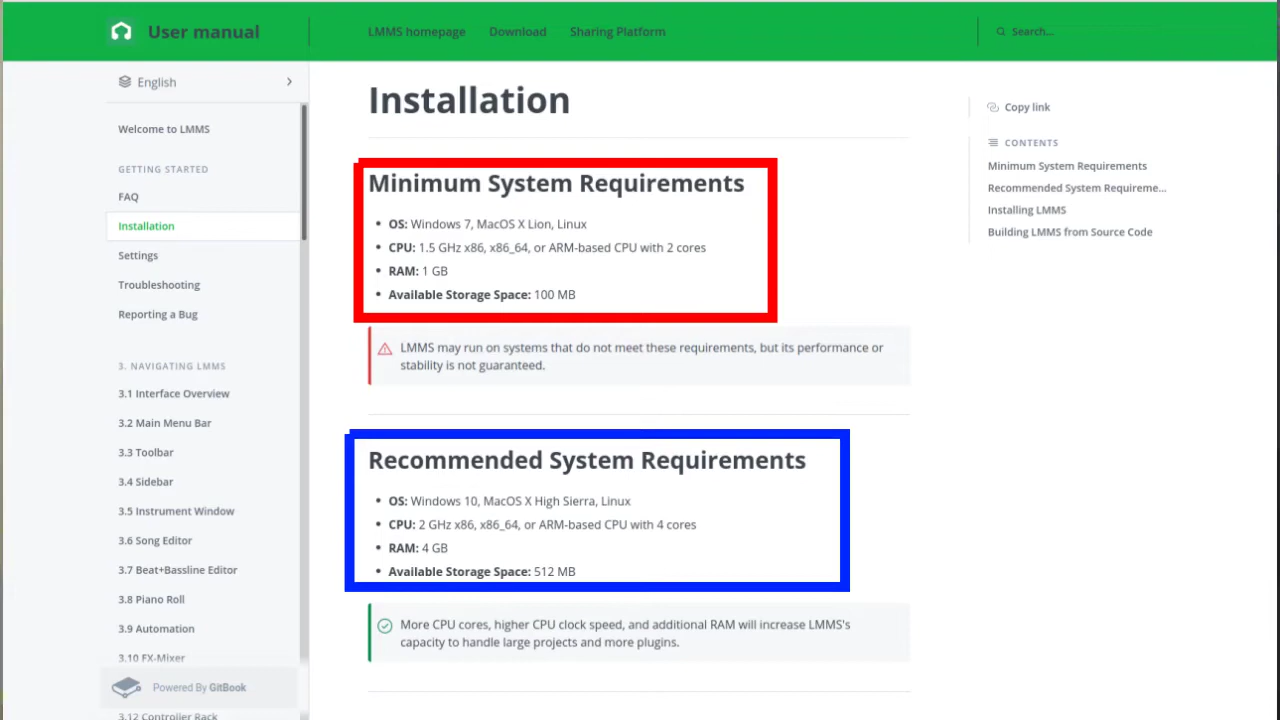 User manual
LMMS homepage
Download
Sharing Platform
Search...
English
Welcome to LMMS
GETTING STARTED
FAQ
Installation
Settings
Troubleshooting
Reporting a Bug
3. NAVIGATING LMMS
3.1 Interface Overview
3.2 Main Menu Bar
3.3 Toolbar
3.4 Sidebar
3.5 Instrument Window
3.6 Song Editor
3.7 Beat+Bassline Editor
3.8 Piano Roll
3.9 Automation
3.10 FX-Mixer
Powered By GitBook
3.12 Controller Rack
Installation
Minimum System Requirements
• OS: Windows 7, MacOS X Lion, Linux
• CPU: 1.5 GHz x86, x86_64, or ARM-based CPU with 2 cores
• RAM: 1 GB
• Available Storage Space: 100 MB
LMMS may run on systems that do not meet these requirements, but its performance or
stability is not guaranteed.
Recommended System Requirements
• OS: Windows 10, MacOS X High Sierra, Linux
• CPU: 2 GHz x86, x86_64, or ARM-based CPU with 4 cores
• RAM: 4 GB
• Available Storage Space: 512 MB
More CPU cores, higher CPU clock speed, and additional RAM will increase LMMS's
capacity to handle large projects and more plugins.
Copy link
CONTENTS
Minimum System Requirements
Recommended System Requireme...
Installing LMMS
Building LMMS from Source Code